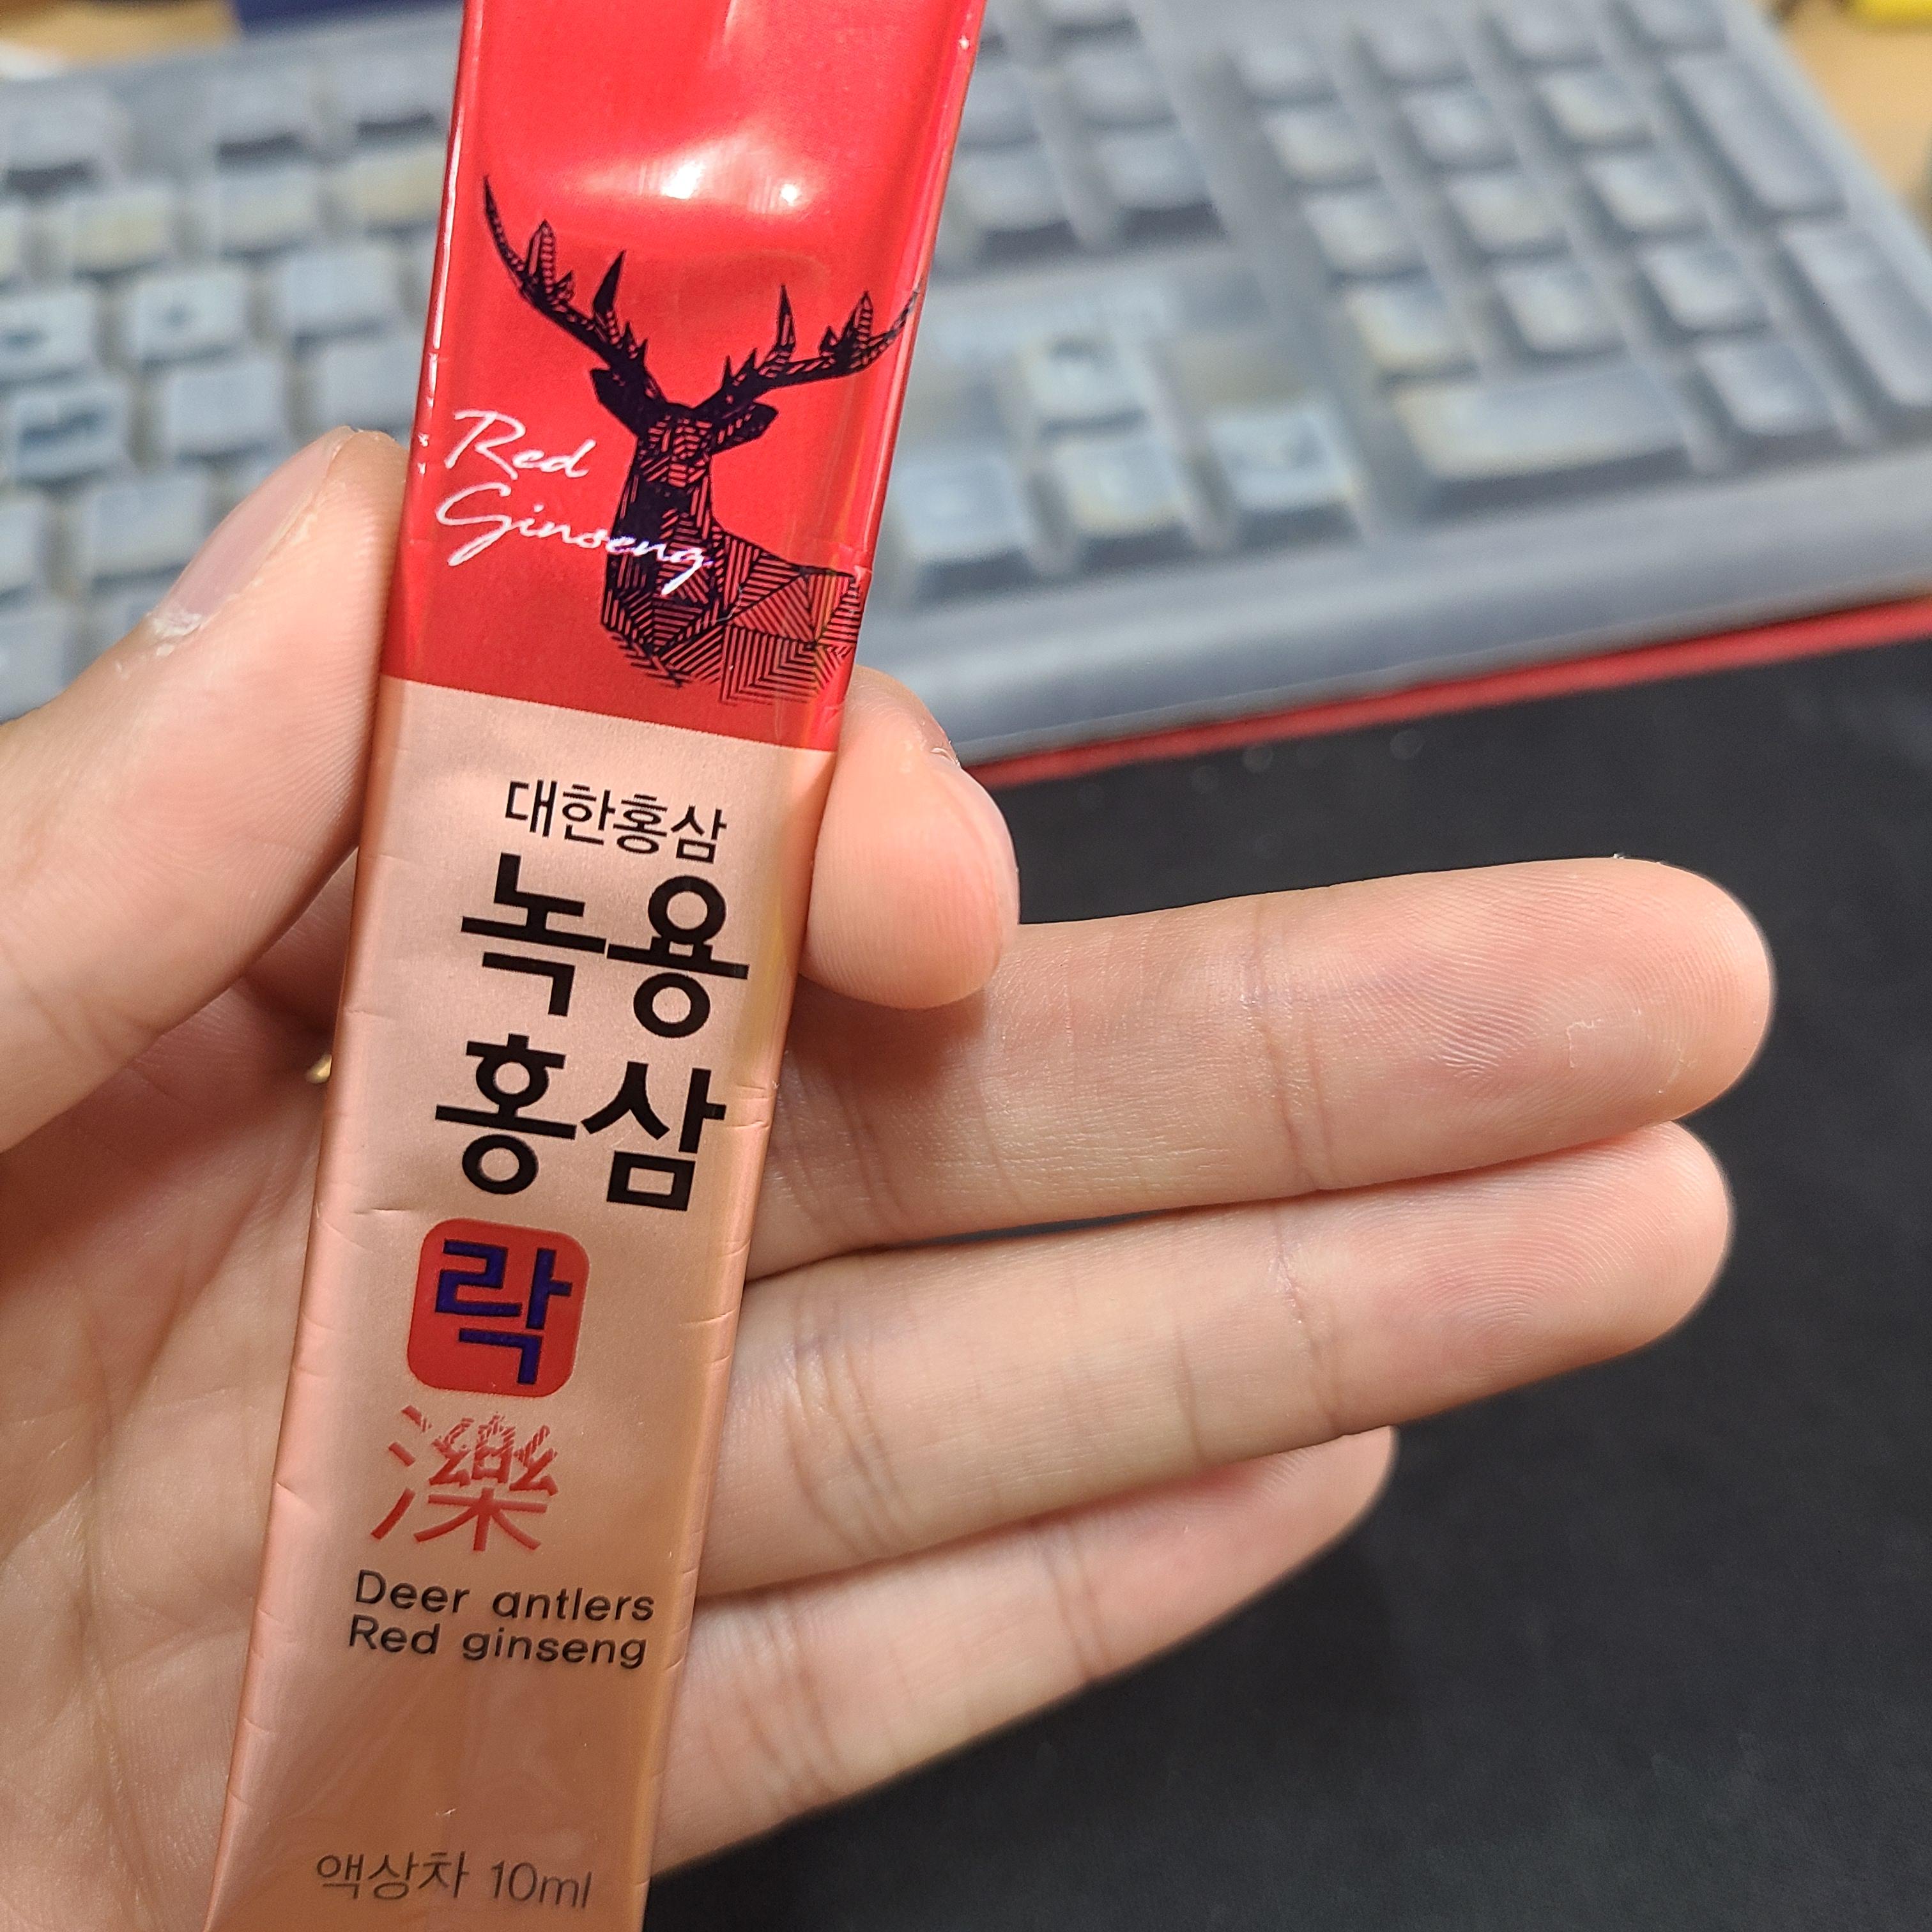 Red
Ginseng
대한홍삼
녹용
홍삼
락
濼
Deer antlers
Red ginseng
액상차 10ml